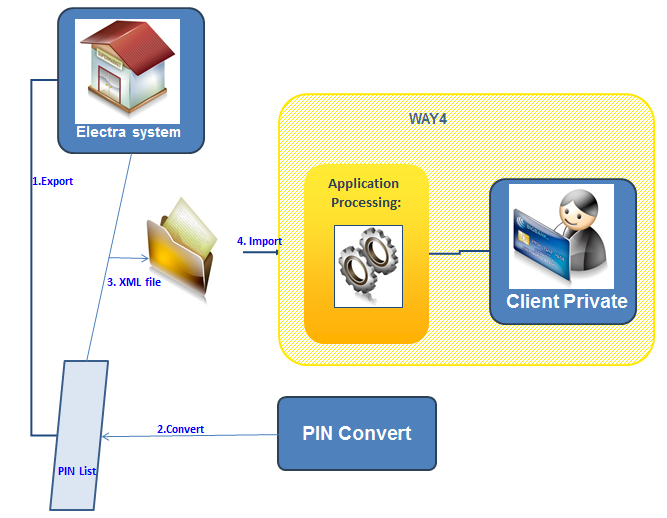 Electra system
WAY4
1.Export
Application
Processing:
4. Import
3. XML file
Client Private
2.Convert
PIN Convert
PIN List